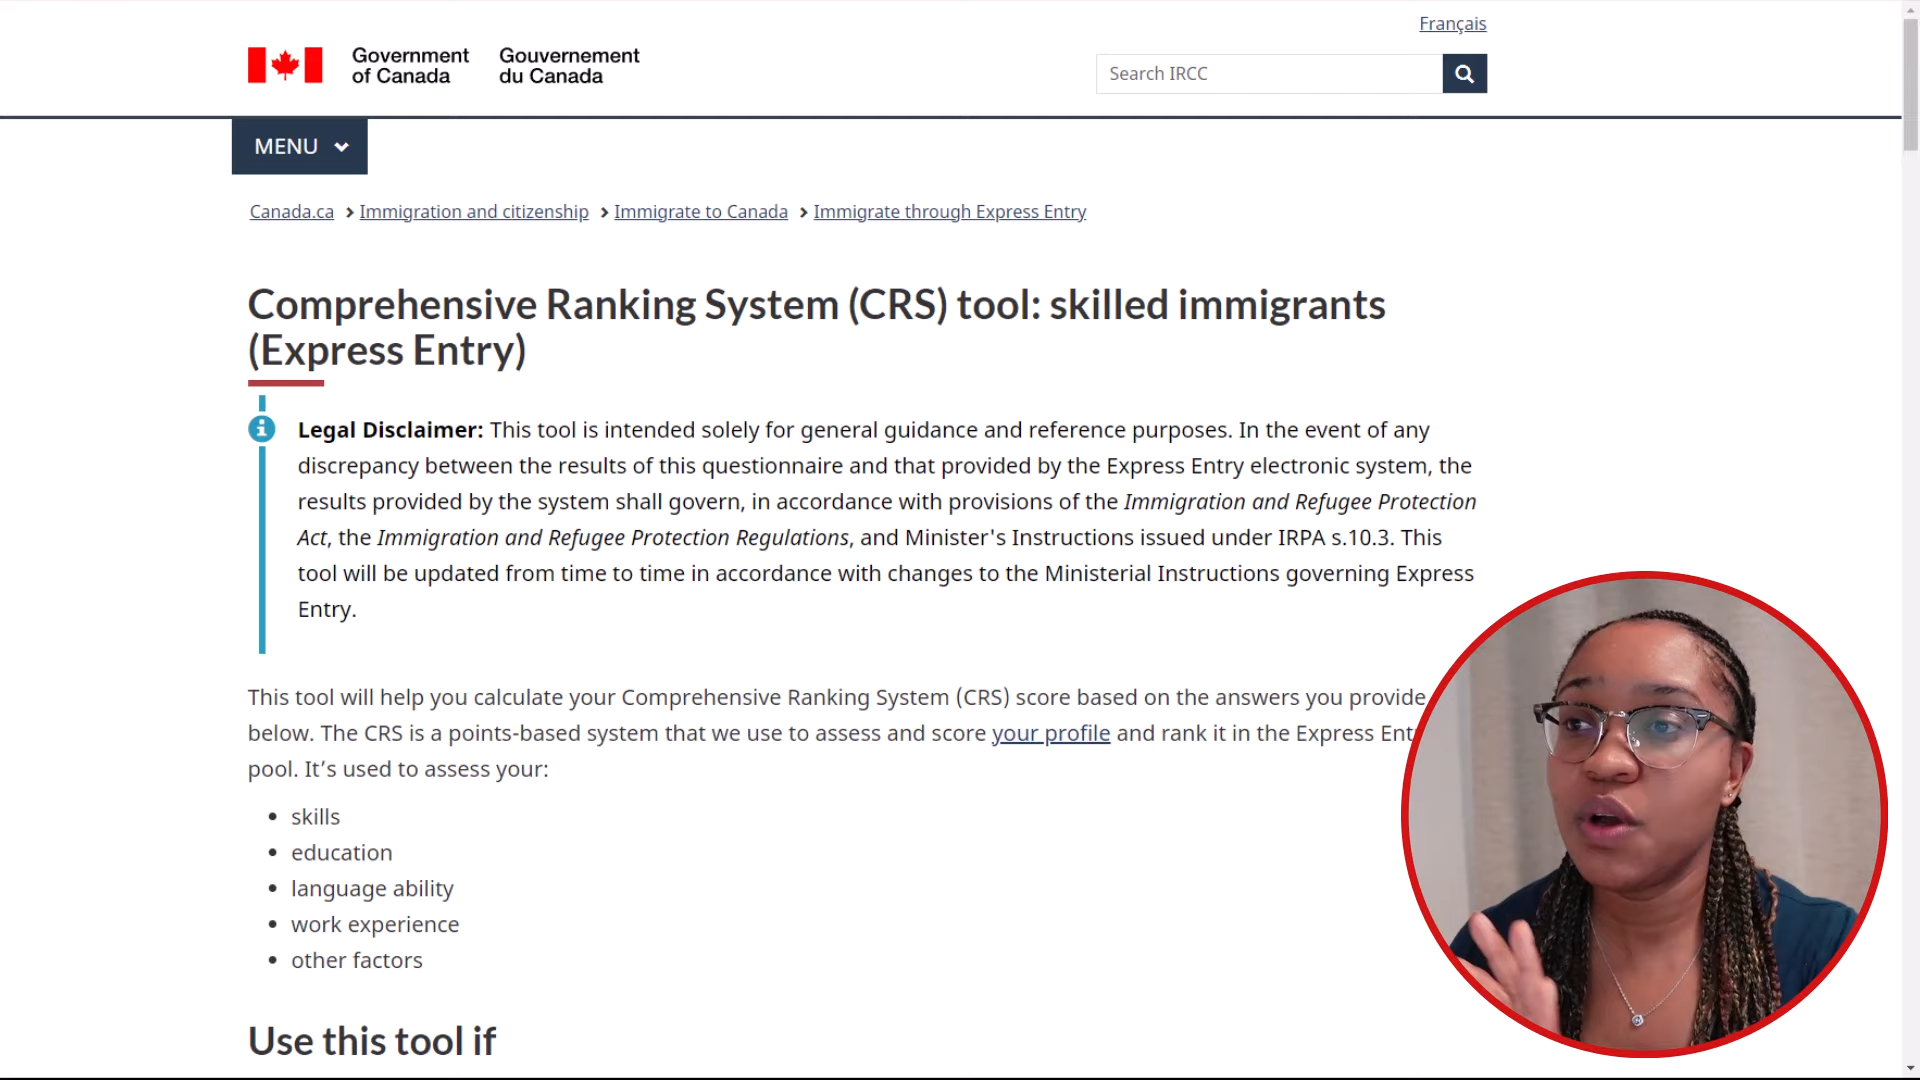 Français
Government
of Canada
Gouvernement
du Canada
Search IRCC
MENU
Canada.ca > Immigration and citizenship > Immigrate to Canada > Immigrate through Express Entry
Comprehensive Ranking System (CRS) tool: skilled immigrants
(Express Entry)
Legal Disclaimer: This tool is intended solely for general guidance and reference purposes. In the event of any
discrepancy between the results of this questionnaire and that provided by the Express Entry electronic system, the
results provided by the system shall govern, in accordance with provisions of the Immigration and Refugee Protection
Act, the Immigration and Refugee Protection Regulations, and Minister's Instructions issued under IRPA s.10.3. This
tool will be updated from time to time in accordance with changes to the Ministerial Instructions governing Express
Entry.
This tool will help you calculate your Comprehensive Ranking System (CRS) score based on the answers you provide
below. The CRS is a points-based system that we use to assess and score your profile and rank it in the Express
pool. It’s used to assess your:
• skills
• education
• language ability
• work experience
• other factors
Use this tool if